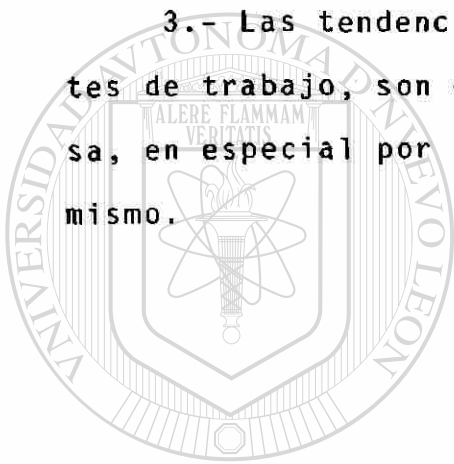 3.- Las tendenc
tes de trabajo, son
sa, en especial por
mismo.
UNIVERSIDAD AUTONOMA DE NUEVO LEON
ALERE FLAMMAM
VERITATIS